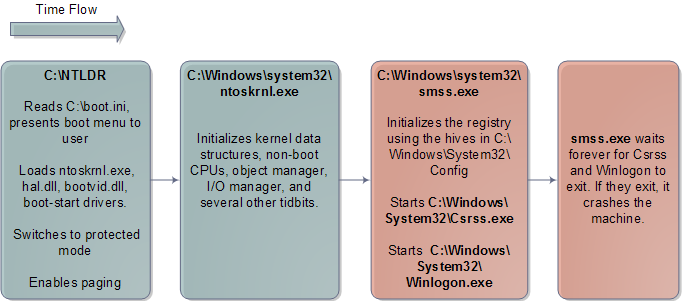 Time Flow
C:\NTLDR
Reads C:\boot.ini,
presents boot menu to
user
Loads ntoskrnl.exe,
hal.dll, bootvid.dll,
boot-start drivers.
Switches to protected
mode
Enables paging
C:\Windows\system32\
ntoskrnl.exe
Initializes kernel data
structures, non-boot
CPUs, object manager,
I/O manager, and
several other tidbits.
C:\Windows\system32\
smss.exe
Initializes the registry
using the hives in C:\
Windows\System32\
Config
Starts C:\Windows\
System32\Csrss.exe
Starts C:\Windows\
System32\
Winlogon.exe
smss.exe waits
forever for Csrss
and Winlogon to
exit. If they exit, it
crashes the
machine.